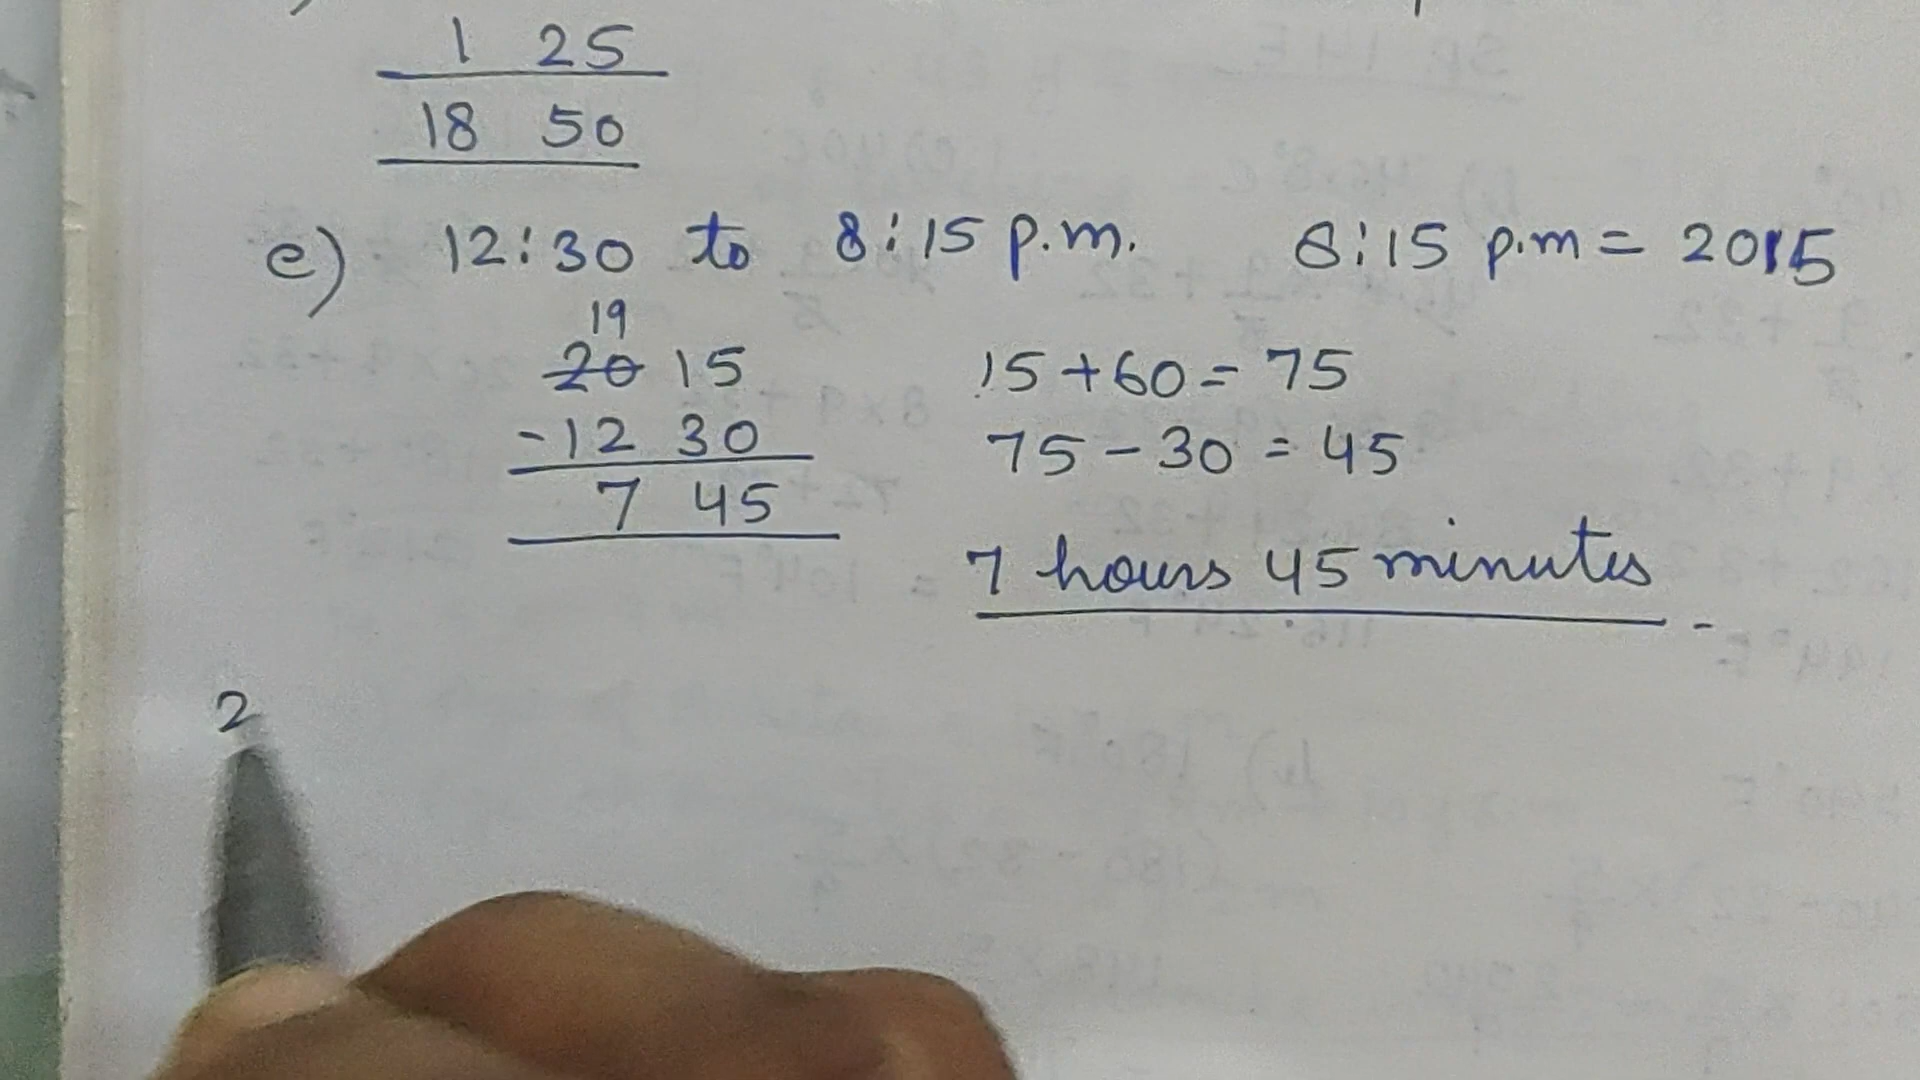 1 25
18 50
e) 12:30 to 8:15 p.m. 8:15 p.m = 2015
19
20 15 15+60=75
-12 30 75-30=45
7 45
7 hours 45 minutes
2